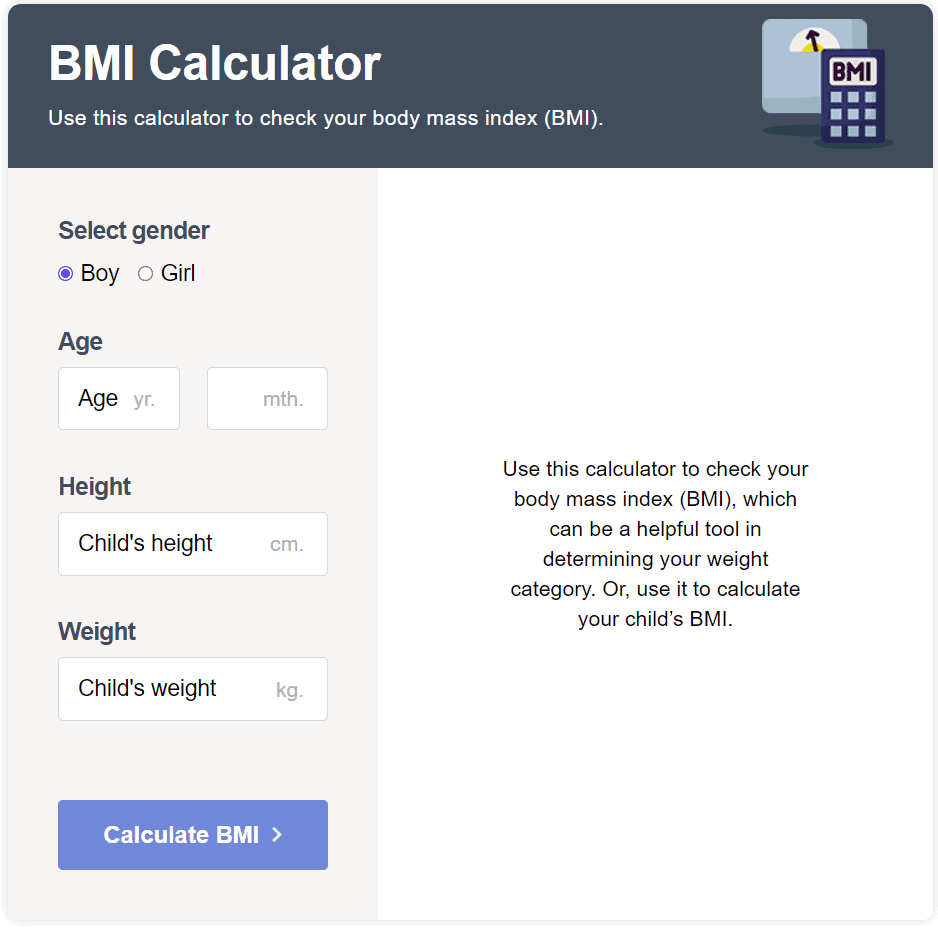 BMI Calculator
Use this calculator to check your body mass index (BMI).
BMI
Select gender
Boy Girl
Age
Age yr. mth.
Height
Child's height cm.
Weight
Child's weight kg.
Calculate BMI
Use this calculator to check your
body mass index (BMI), which
can be a helpful tool in
determining your weight
category. Or, use it to calculate
your child’s BMI.